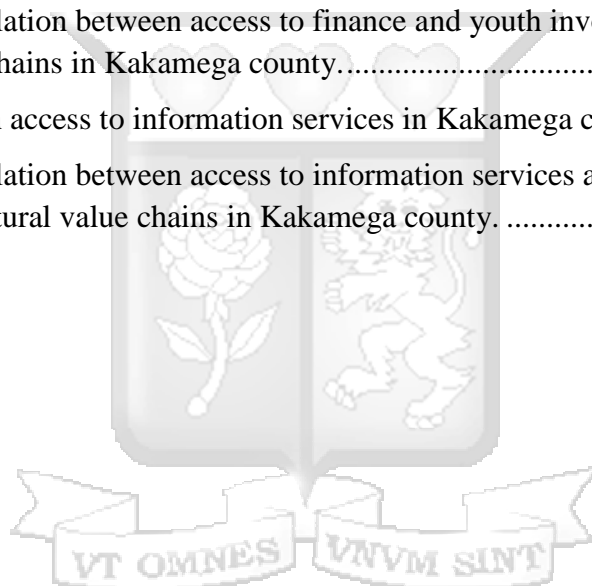 lation between access to finance and youth inv
hains in Kakamega county.............................
access to information services in Kakamega c
lation between access to information services a
tural value chains in Kakamega county. ............
VT OMNES VNVM SINT